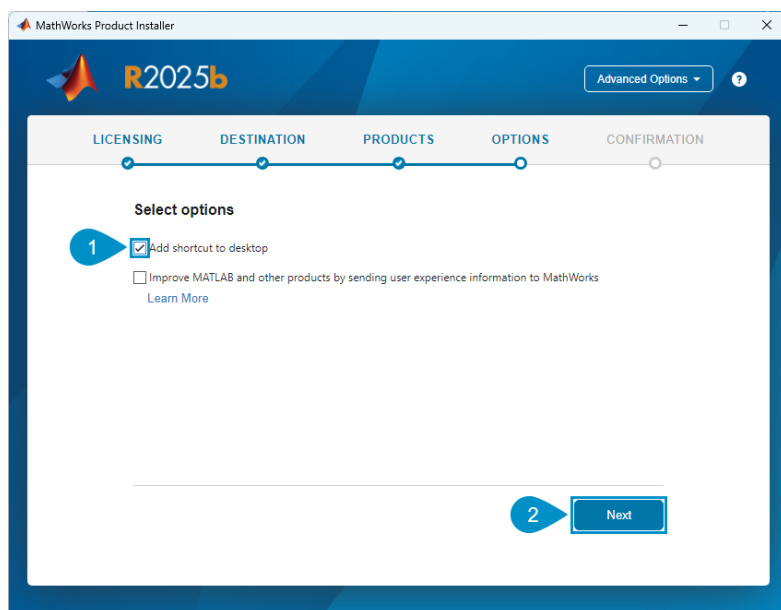 MathWorks Product Installer
R2025b
Advanced Options
?
LICENSING DESTINATION PRODUCTS OPTIONS CONFIRMATION
Select options
1
Add shortcut to desktop
Improve MATLAB and other products by sending user experience information to MathWorks
Learn More
2
Next